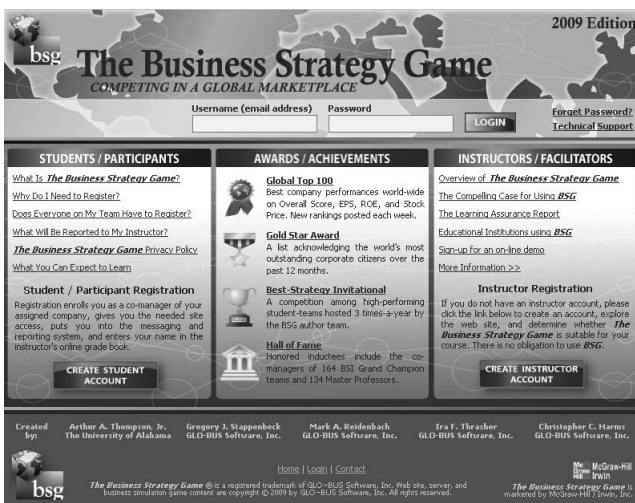 2009 Edition
bsg
The Business Strategy Game
COMPETING IN A GLOBAL MARKETPLACE
Username (email address) Password
LOGIN
Forget Password?
Technical Support
STUDENTS / PARTICIPANTS
What Is The Business Strategy Game?
Why Do I Need to Register?
Does Everyone on My Team Have to Register?
What Will Be Reported to My Instructor?
The Business Strategy Game Privacy Policy
What You Can Expect to Learn
Student / Participant Registration
Registration enrolls you as a co-manager of your
assigned company, gives you the needed site
access, puts you into the messaging and
reporting system, and enters your name in the
instructor's online grade book.
CREATE STUDENT
ACCOUNT
AWARDS / ACHIEVEMENTS
Global Top 100
Best company performances world-wide
on Overall Score, EPS, ROE, and Stock
Price. New rankings posted each week.
Gold Star Award
A list acknowledging the world's most
outstanding corporate citizens over the
past 12 months.
Best-Strategy Invitational
A competition among high-performing
student-teams hosted 3 times-a-year by
the BSG author team.
Hall of Fame
Honored inductees include the co-
managers of 164 BSI Grand Champion
teams and 134 Master Professors.
INSTRUCTORS / FACILITATORS
Overview of The Business Strategy Game
The Compelling Case for Using BSG
The Learning Assurance Report
Educational Institutions using BSG
Sign-up for an on-line demo
More Information >>
Instructor Registration
If you do not have an instructor account, please
click the link below to create an account, explore
the web site, and determine whether The
Business Strategy Game is suitable for your
course. There is no obligation to use BSG.
CREATE INSTRUCTOR
ACCOUNT
Created
by:
Arthur A. Thompson, Jr.
The University of Alabama
Gregory J. Stappenbeck
GLO-BUS Software, Inc.
Mark A. Reidenbach
GLO-BUS Software, Inc.
Ira F. Thrasher
GLO-BUS Software, Inc.
Christopher C. Harms
GLO-BUS Software, Inc.
bsg
Home | Login | Contact
The Business Strategy Game ® is a registered trademark of GLO-BUS Software, Inc. Web site, server, and
business simulation game content are copyright © 2009 by GLO-BUS Software, Inc. All rights reserved.
Mc Graw Hill Irwin
McGraw-Hill
Irwin
The Business Strategy Game is
marketed by McGraw-Hill / Irwin, Inc.